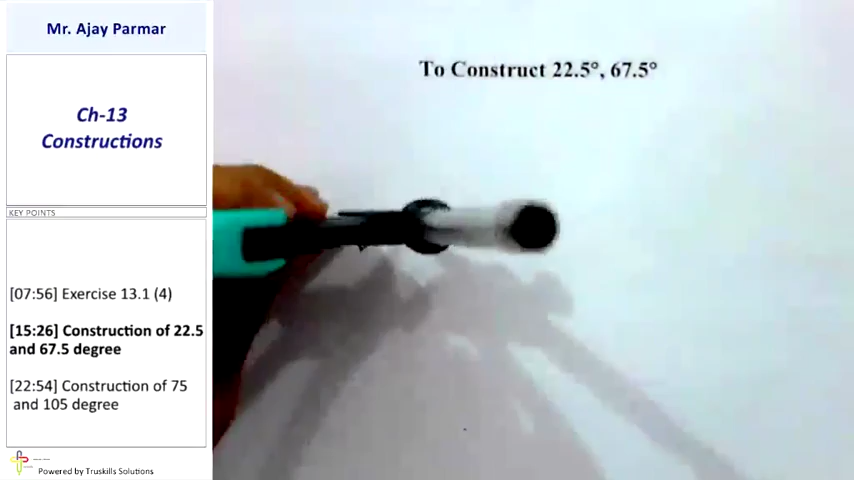 Mr. Ajay Parmar
Ch-13
Constructions
KEY POINTS
[07:56] Exercise 13.1 (4)
[15:26] Construction of 22.5
and 67.5 degree
[22:54] Construction of 75
and 105 degree
Powered by Truskills Solutions
To Construct 22.5°, 67.5°